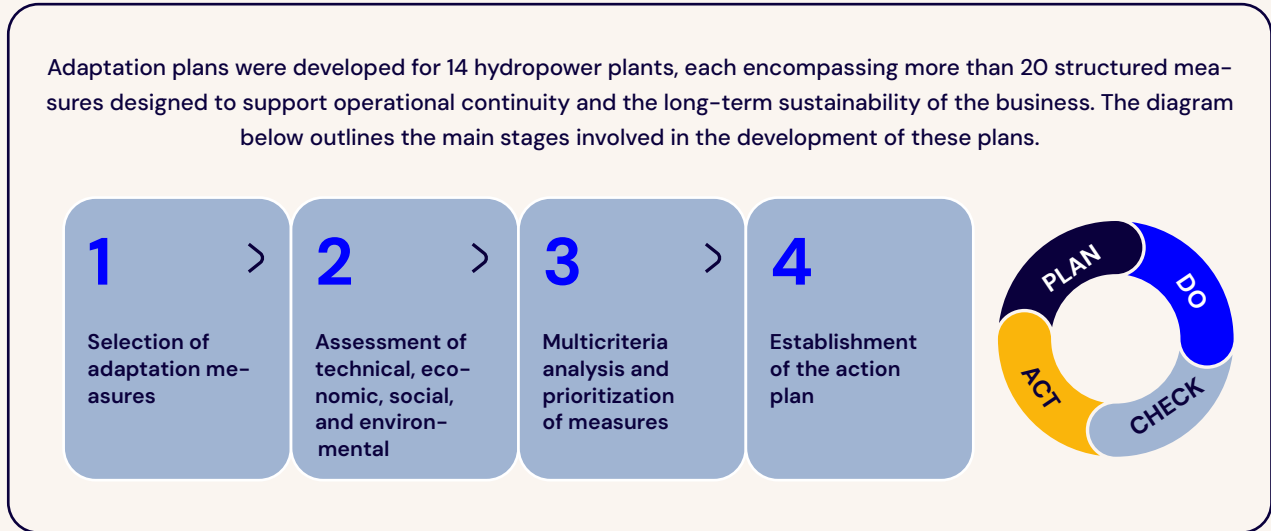 Adaptation plans were developed for 14 hydropower plants, each encompassing more than 20 structured mea-
sures designed to support operational continuity and the long-term sustainability of the business. The diagram
below outlines the main stages involved in the development of these plans.
1
Selection of
adaptation me-
asures
2
Assessment of
technical, eco-
nomic, social,
and environ-
mental
3
Multicriteria
analysis and
prioritization
of measures
4
Establishment
of the action
plan
PLAN
DO
CHECK
ACT